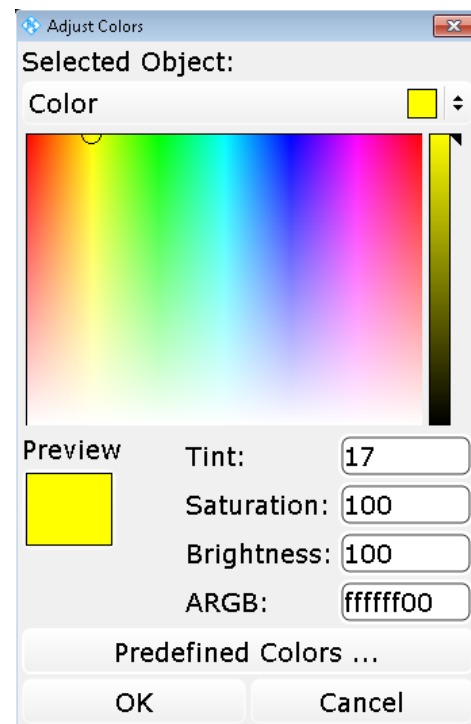 Adjust Colors
Selected Object:
Color
Preview
Tint: 17
Saturation: 100
Brightness: 100
ARGB: ffffff00
Predefined Colors ...
OK Cancel